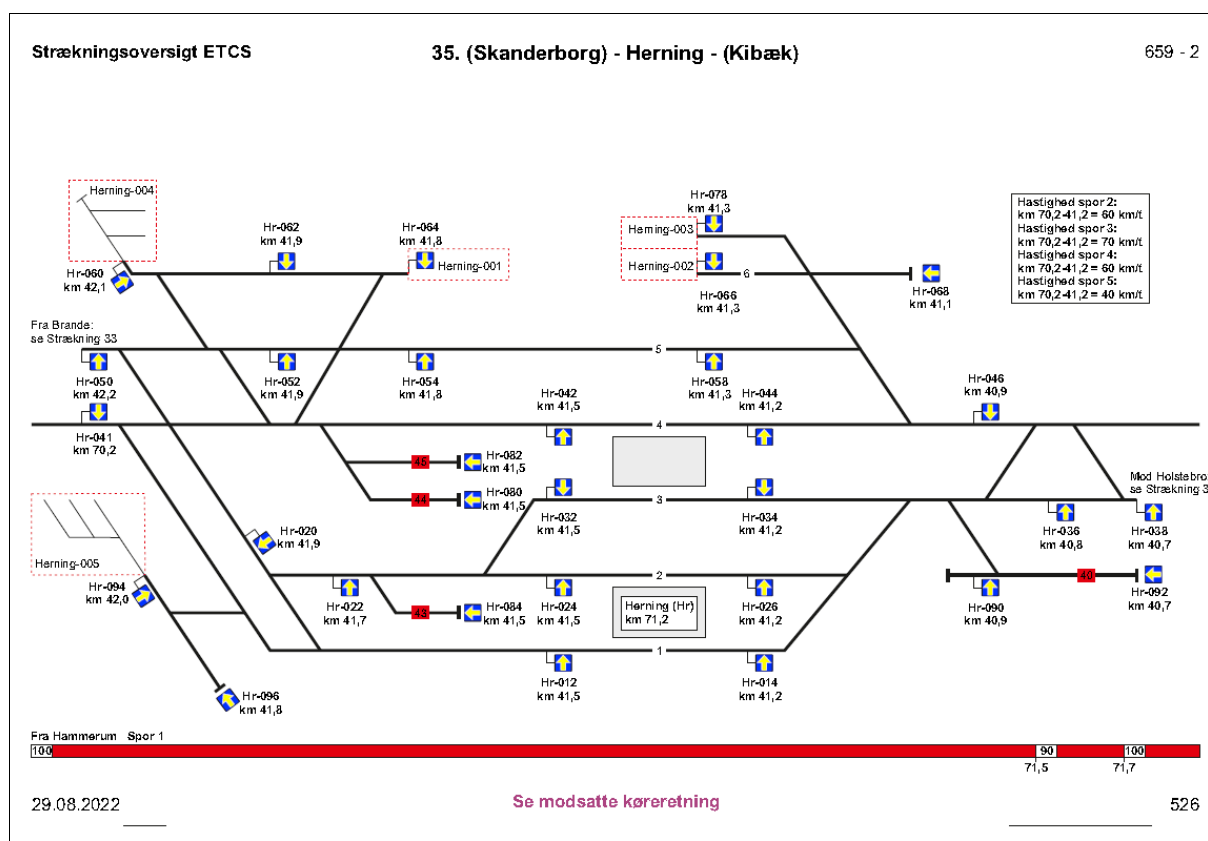 Strækningsoversigt ETCS
35. (Skanderborg) - Herning - (Kibæk)
659 - 2
Herning-004
Hr-062
km 41,9
Hr-064
km 41,8
Hr-078
km 41,3
Herning-003
Herning-001
Herning-002
6
Hr-060
km 42,1
Hr-066
km 41,3
Hr-068
km 41,1
Hastighed spor 2:
km 70,2-41,2 = 60 km/t
Hastighed spor 3:
km 70,2-41,2 = 70 km/t
Hastighed spor 4:
km 70,2-41,2 = 60 km/t
Hastighed spor 5:
km 70,2-41,2 = 40 km/t
Fra Brande:
se Strækning 33
5
Hr-050
km 42,2
Hr-052
km 41,9
Hr-054
km 41,8
Hr-058
km 41,3
Hr-042
km 41,5
Hr-044
km 41,2
Hr-046
km 40,9
4
Hr-041
km 70,2
45
Hr-082
km 41,5
44
Hr-080
km 41,5
3
Mod Holstebro
se Strækning 3
Hr-032
km 41,5
Hr-034
km 41,2
Hr-036
km 40,8
Hr-038
km 40,7
Hr-020
km 41,9
Herning-005
Hr-094
km 42,0
2
40
Hr-022
km 41,7
43
Hr-084
km 41,5
Hr-024
km 41,5
Herning (Hr)
km 71,2
Hr-026
km 41,2
Hr-090
km 40,9
Hr-092
km 40,7
1
Hr-012
km 41,5
Hr-014
km 41,2
Hr-096
km 41,8
Fra Hammerum Spor 1
100
90
100
71,5
71,7
29.08.2022
Se modsatte køreretning
526